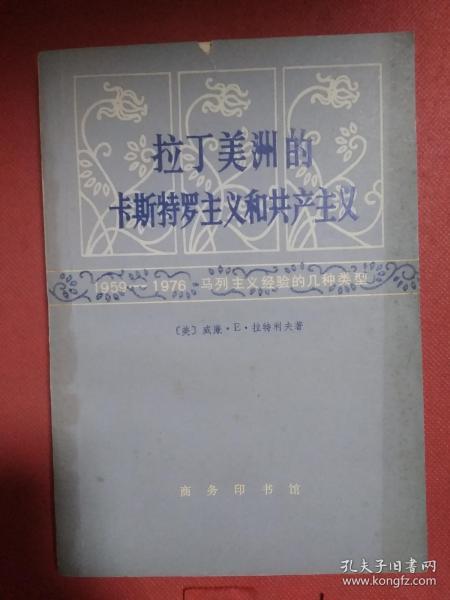 拉丁美洲的
卡斯特罗主义和共产主义
1959—1976 马列主义经验的几种类型
〔美〕威廉·E·拉特利夫著
商务印书馆
孔夫子旧书网
www.kongfz.com